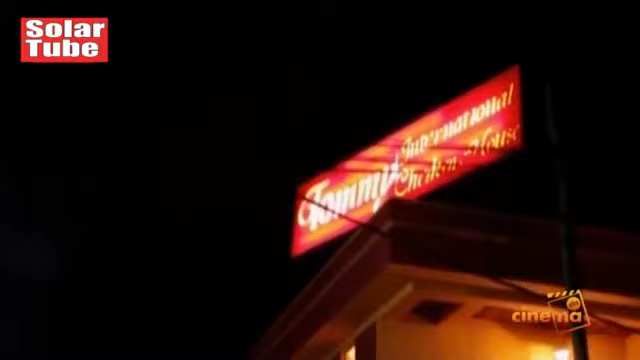 Solar
Tube
Tommy's International
Chicken House
cinema